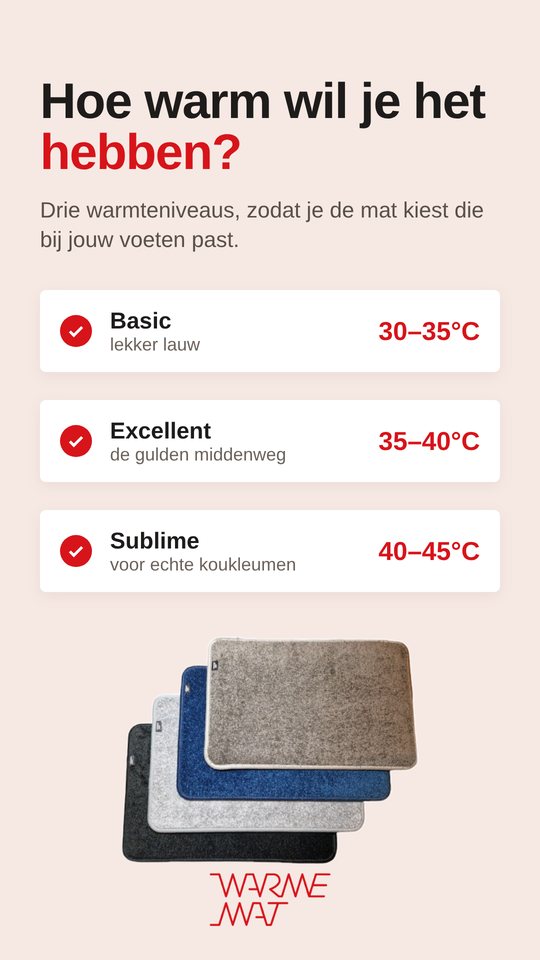 Hoe warm wil je het
hebben?
Drie warmteniveaus, zodat je de mat kiest die
bij jouw voeten past.
Basic
lekker lauw
30–35°C
Excellent
de gulden middenweg
35–40°C
Sublime
voor echte koukleumen
40–45°C
WARME
MAT